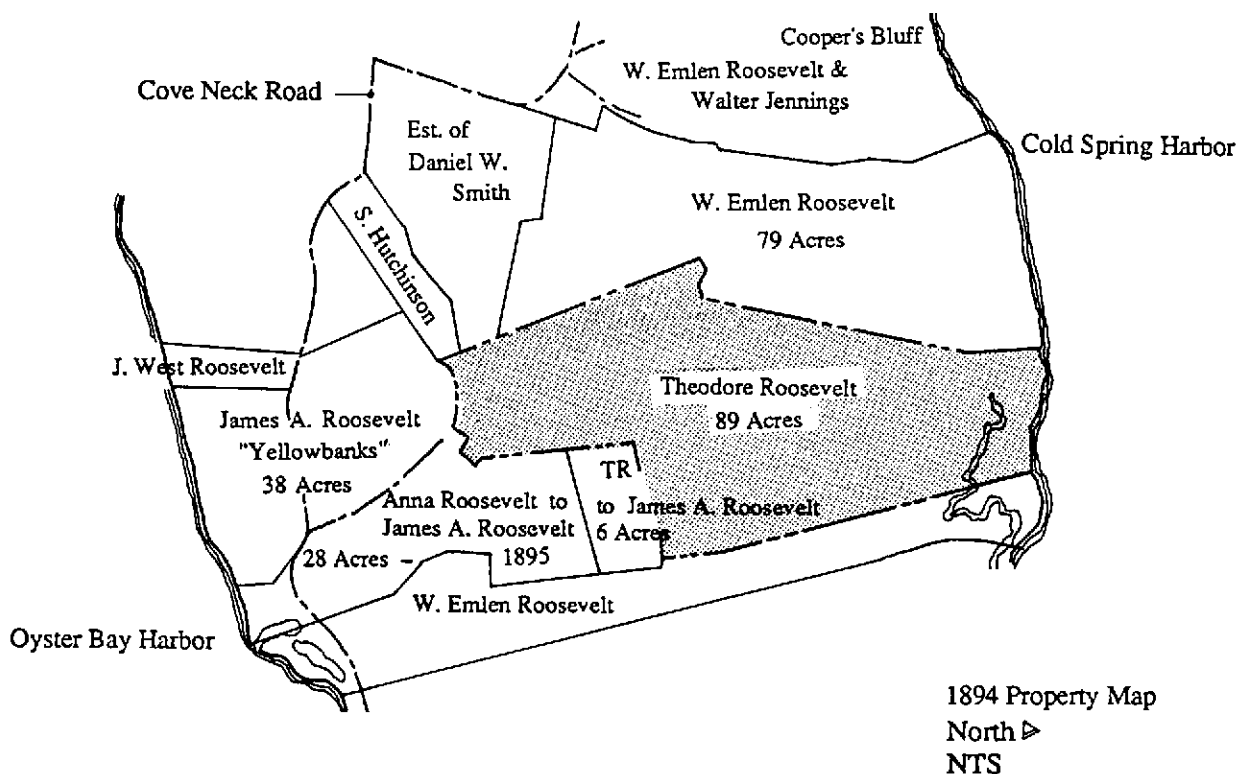 Cooper's Bluff
W. Emlen Roosevelt &
Walter Jennings
Cove Neck Road
Est. of
Daniel W.
Smith
Cold Spring Harbor
W. Emlen Roosevelt
79 Acres
S. Hutchinson
J. West Roosevelt
Theodore Roosevelt
89 Acres
James A. Roosevelt
"Yellowbanks"
38 Acres
TR
to James A. Roosevelt
6 Acres
Anna Roosevelt to
James A. Roosevelt
28 Acres
1895
W. Emlen Roosevelt
Oyster Bay Harbor
1894 Property Map
North
NTS